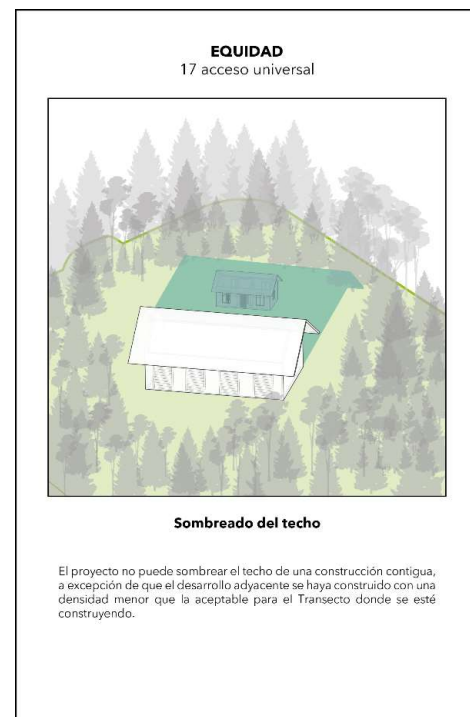 EQUIDAD
17 acceso universal
Sombreado del techo
El proyecto no puede sombrear el techo de una construcción contigua,
a excepción de que el desarrollo adyacente se haya construido con una
densidad menor que la aceptable para el Transecto donde se esté
construyendo.